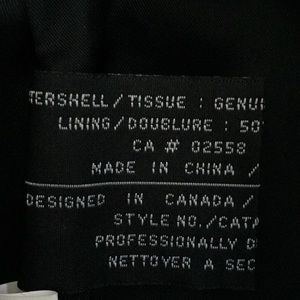 TERSHELL/TISSUE : GENUI
LINING/DOUBLURE : 50
CA # 02558
MADE IN CHINA /
DESIGNED IN CANADA/
STYLE NO./CATA
PROFESSIONALLY D
NETTOYER A SEC